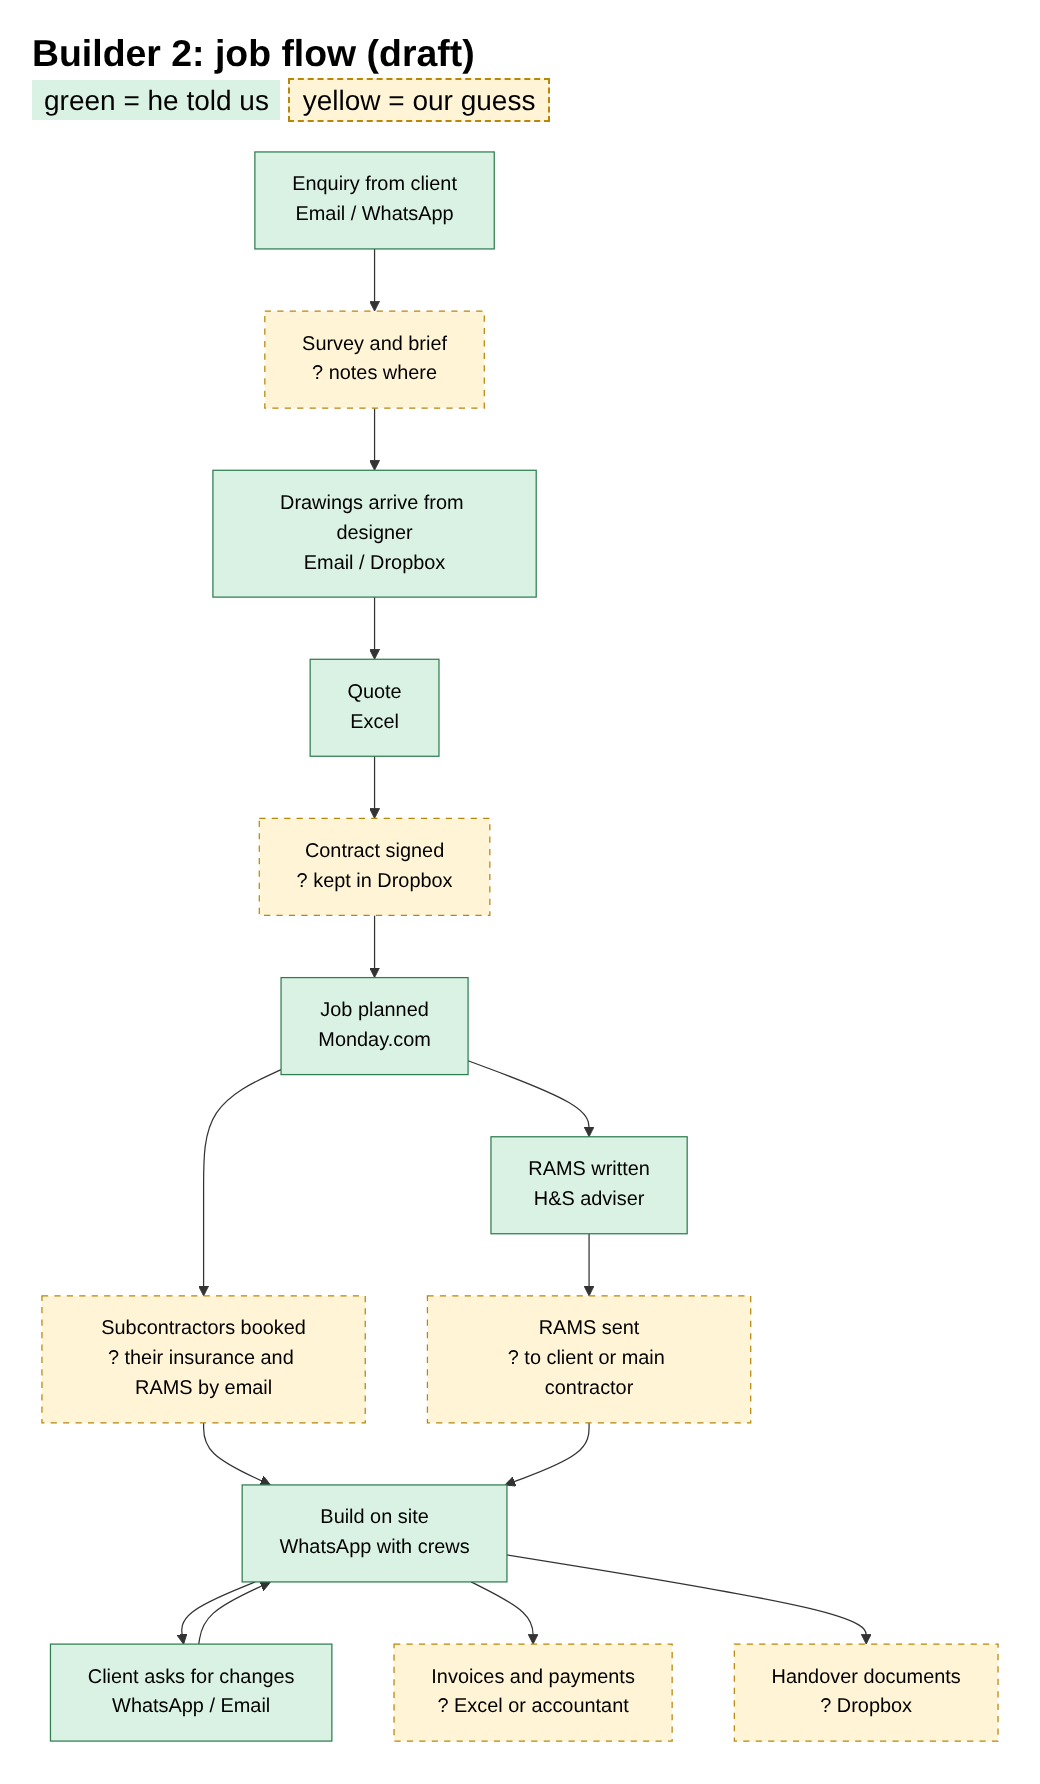 Builder 2: job flow (draft)
green = he told us
yellow = our guess
Enquiry from client
Email / WhatsApp
Survey and brief
? notes where
Drawings arrive from
designer
Email / Dropbox
Quote
Excel
Contract signed
? kept in Dropbox
Job planned
Monday.com
RAMS written
H&S adviser
Subcontractors booked
? their insurance and
RAMS by email
RAMS sent
? to client or main
contractor
Build on site
WhatsApp with crews
Client asks for changes
WhatsApp / Email
Invoices and payments
? Excel or accountant
Handover documents
? Dropbox